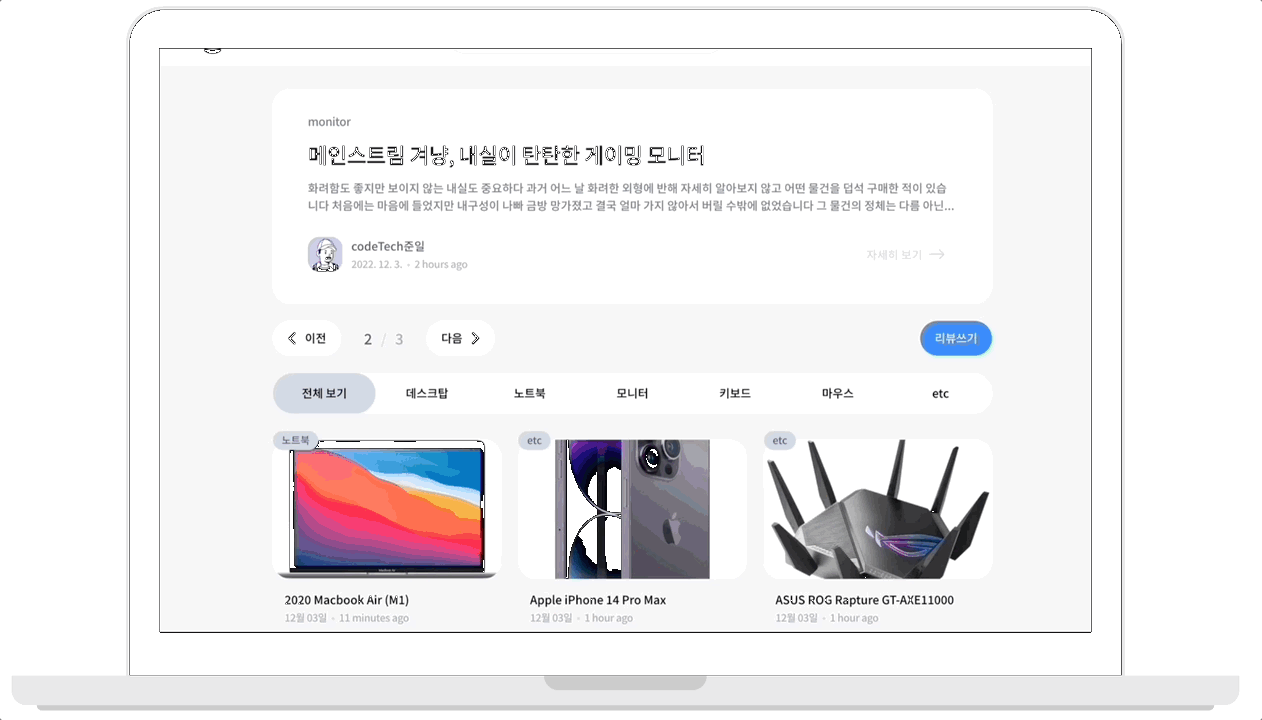 monitor
메인스트림 겨냥, 내실이 탄탄한 게이밍 모니터
화려함도 좋지만 보이지 않는 내실도 중요하다 과거 어느 날 화려한 외형에 반해 자세히 알아보지 않고 어떤 물건을 덥석 구매한 적이 있습
니다 처음에는 마음에 들었지만 내구성이 나빠 금방 망가졌고 결국 얼마 가지 않아서 버릴 수밖에 없었습니다 그 물건의 정체는 다름 아닌...
codeTech준일
2022. 12. 3. · 2 hours ago
자세히 보기
이전 2 / 3 다음 리뷰쓰기
전체 보기 데스크탑 노트북 모니터 키보드 마우스 etc
노트북 etc etc
2020 Macbook Air (M1) Apple iPhone 14 Pro Max ASUS ROG Rapture GT-AXE11000
12월 03일 · 11 minutes ago 12월 03일 · 1 hour ago 12월 03일 · 1 hour ago